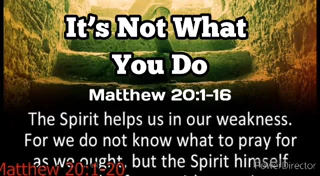 It's Not What
You Do
Matthew 20:1-16
The Spirit helps us in our weakness.
For we do not know what to pray for
as we ought, but the Spirit himself
Matthew 20:1-20
PowerDirector